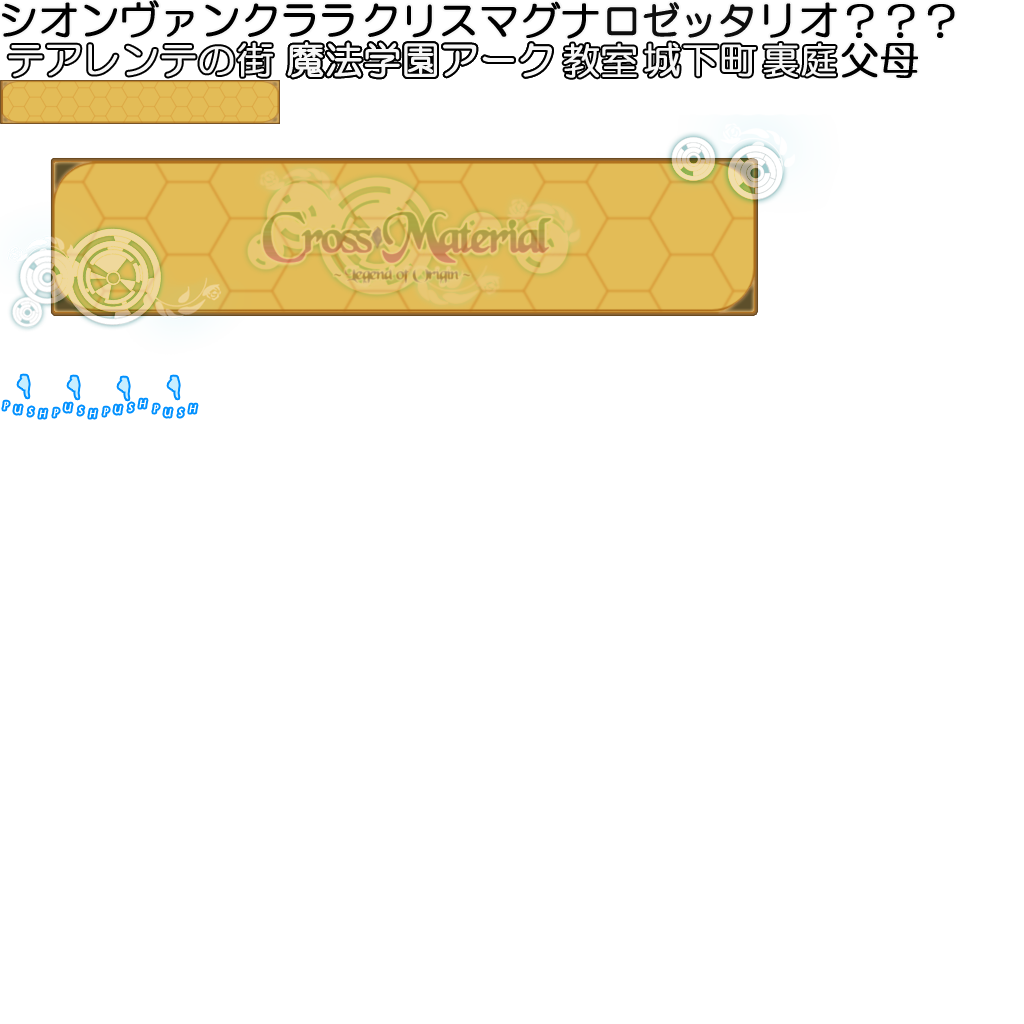 シオンヴァンクララクリスマグナロゼッタリオ？？？
テアレンテの街 魔法学園アーク 教室 城下町 裏庭 父母
Cross Material
~ legend of Origin ~
PUSH PUSH PUSH PUSH